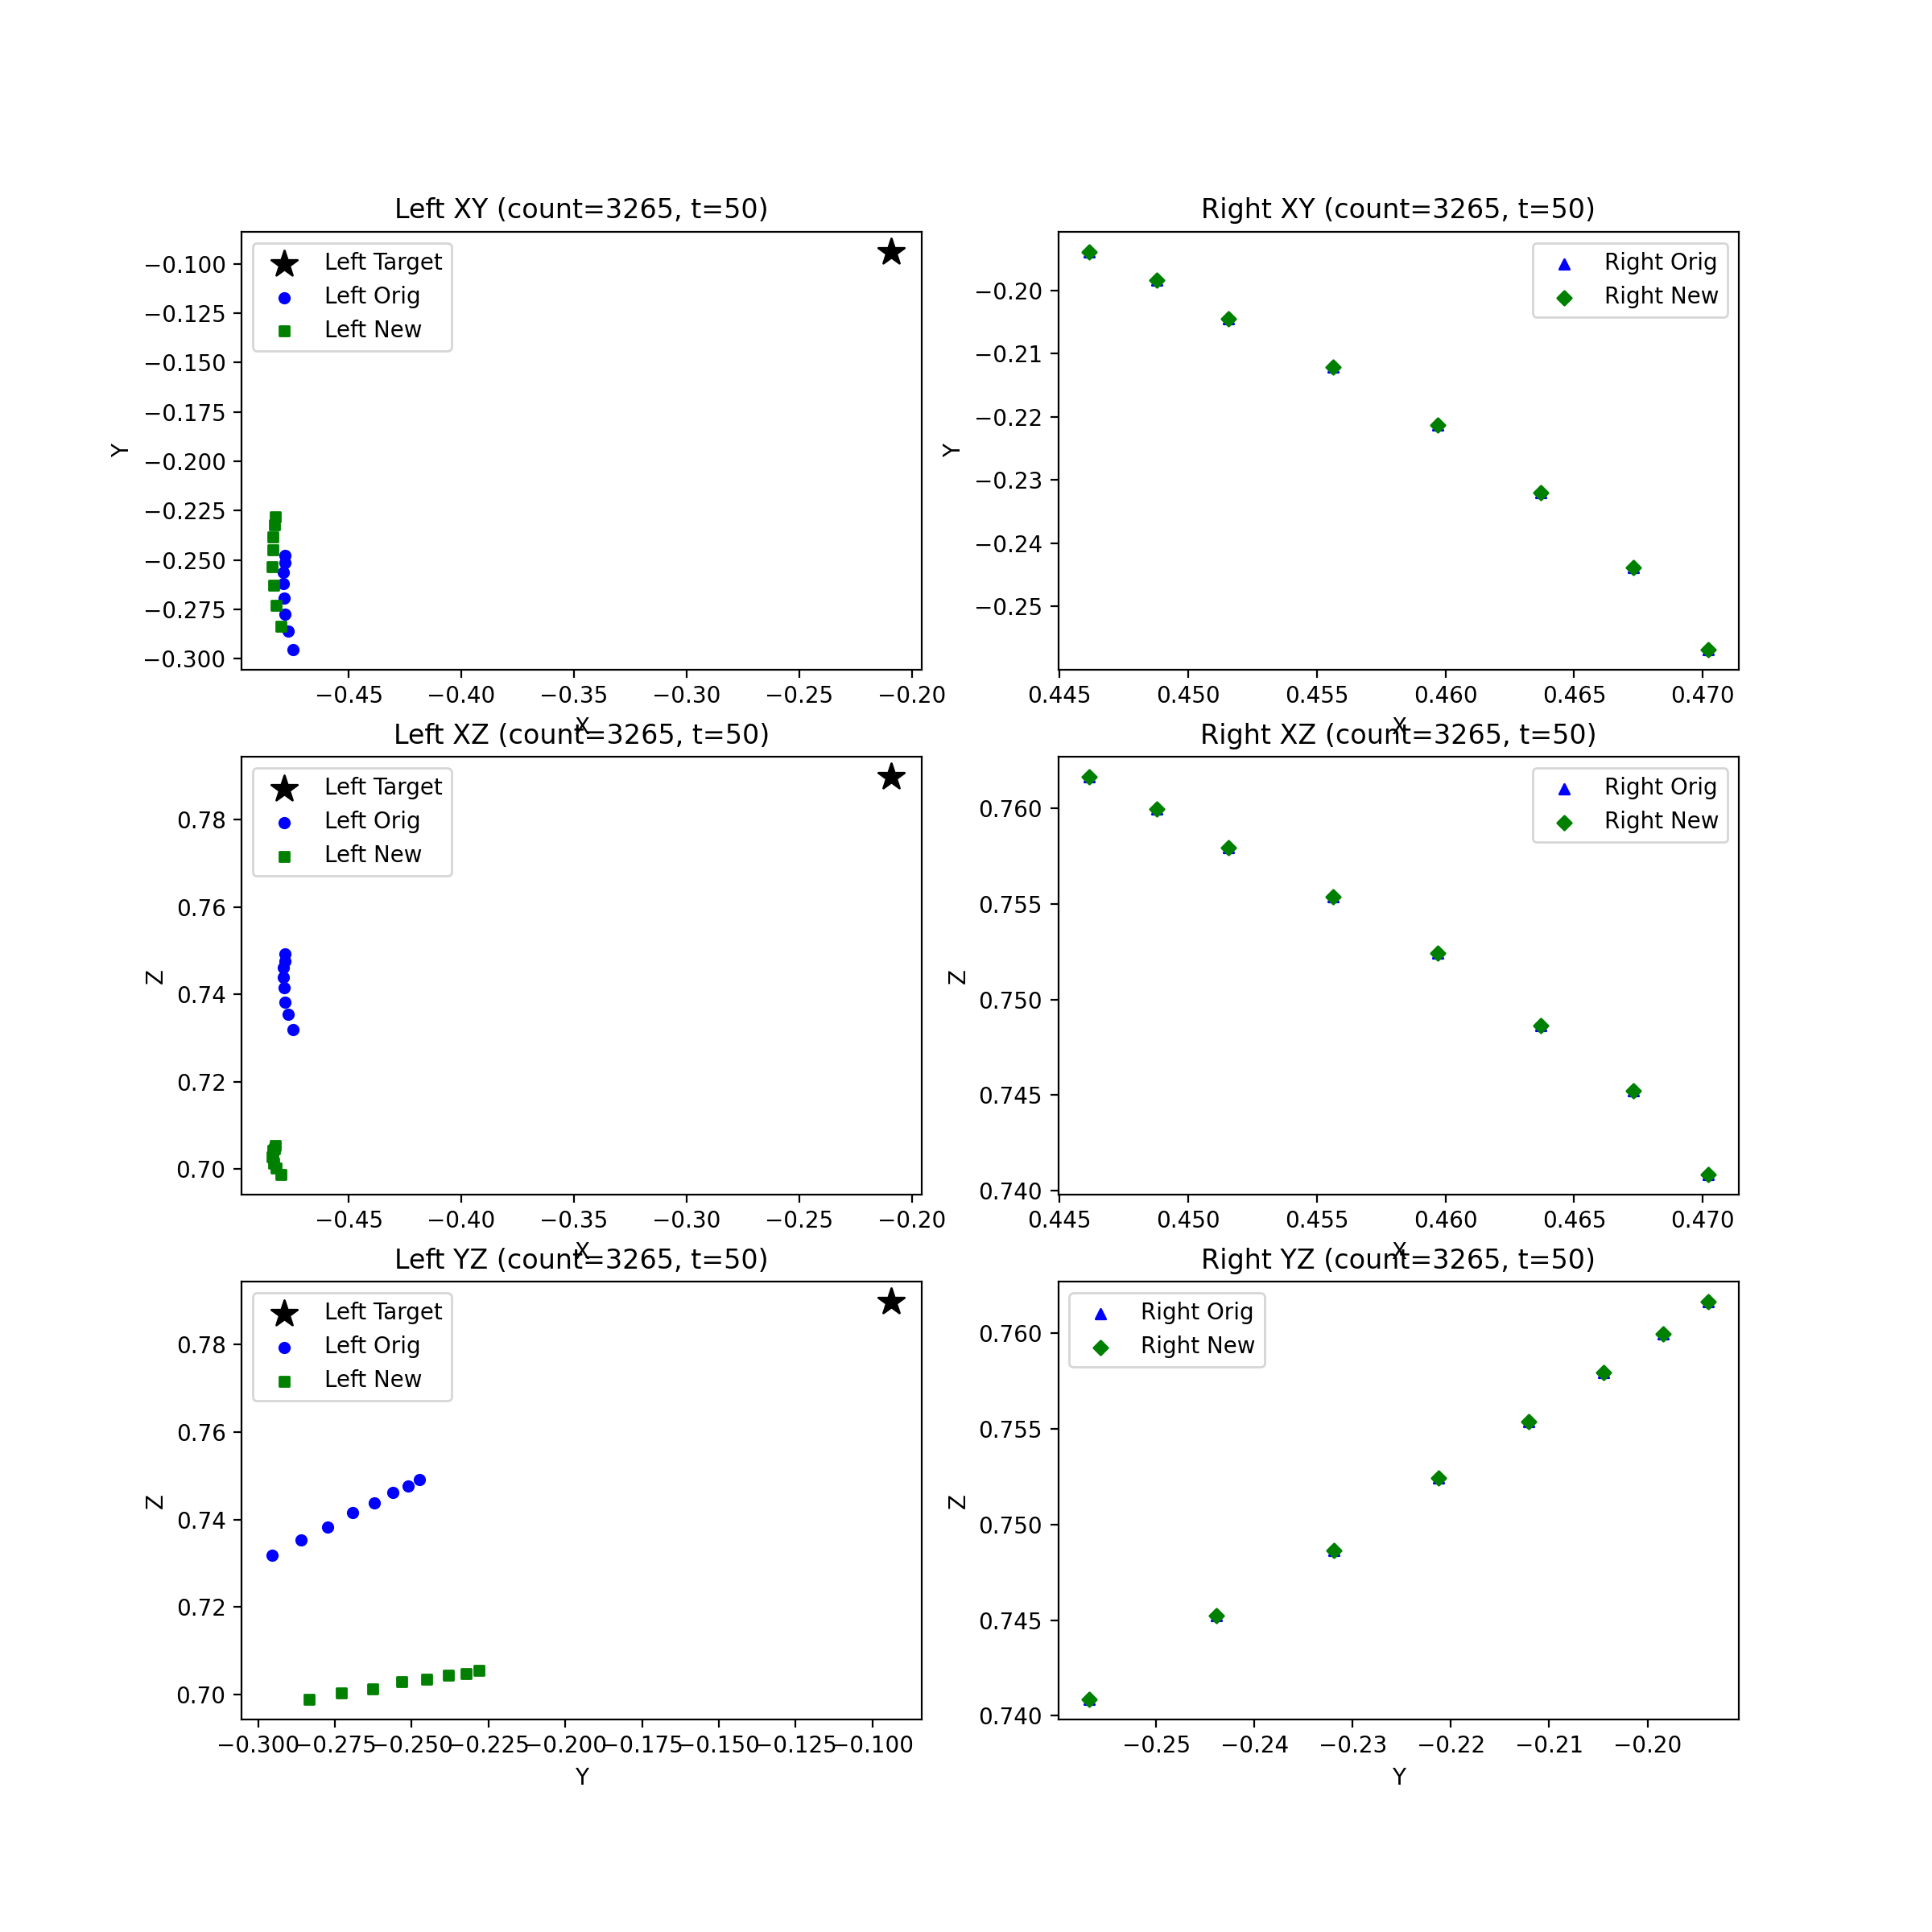 Left XY (count=3265, t=50)
Left Target
Left Orig
Left New
−0.100
−0.125
−0.150
−0.175
−0.200
−0.225
−0.250
−0.275
−0.300
Y
−0.45 −0.40 −0.35 −0.30 −0.25 −0.20
X
Right XY (count=3265, t=50)
Right Orig
Right New
−0.20
−0.21
−0.22
−0.23
−0.24
−0.25
Y
0.445 0.450 0.455 0.460 0.465 0.470
X
Left XZ (count=3265, t=50)
Left Target
Left Orig
Left New
0.78
0.76
0.74
0.72
0.70
Z
−0.45 −0.40 −0.35 −0.30 −0.25 −0.20
X
Right XZ (count=3265, t=50)
Right Orig
Right New
0.760
0.755
0.750
0.745
0.740
Z
0.445 0.450 0.455 0.460 0.465 0.470
X
Left YZ (count=3265, t=50)
Left Target
Left Orig
Left New
0.78
0.76
0.74
0.72
0.70
Z
−0.300 −0.275 −0.250 −0.225 −0.200 −0.175 −0.150 −0.125 −0.100
Y
Right YZ (count=3265, t=50)
Right Orig
Right New
0.760
0.755
0.750
0.745
0.740
Z
−0.25 −0.24 −0.23 −0.22 −0.21 −0.20
Y